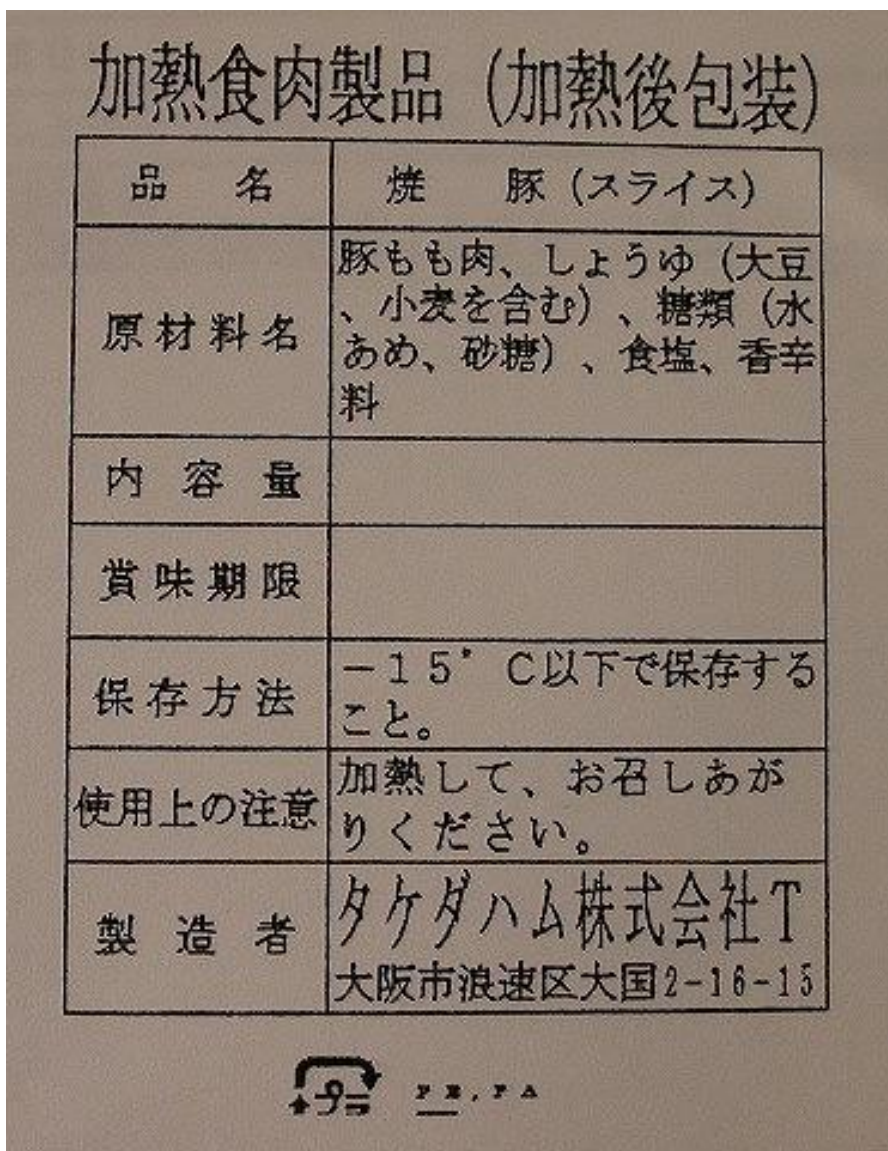 加熱食肉製品（加熱後包装）
品名 焼豚（スライス）
原材料名 豚もも肉、しょうゆ（大豆
、小麦を含む）、糖類（水
あめ、砂糖）、食塩、香辛
料
内容量
賞味期限
保存方法 －１５°Ｃ以下で保存する
こと。
使用上の注意 加熱して、お召しあが
りください。
製造者 タケダハム株式会社T
大阪市浪速区大国2-16-15
プラ PE,PA